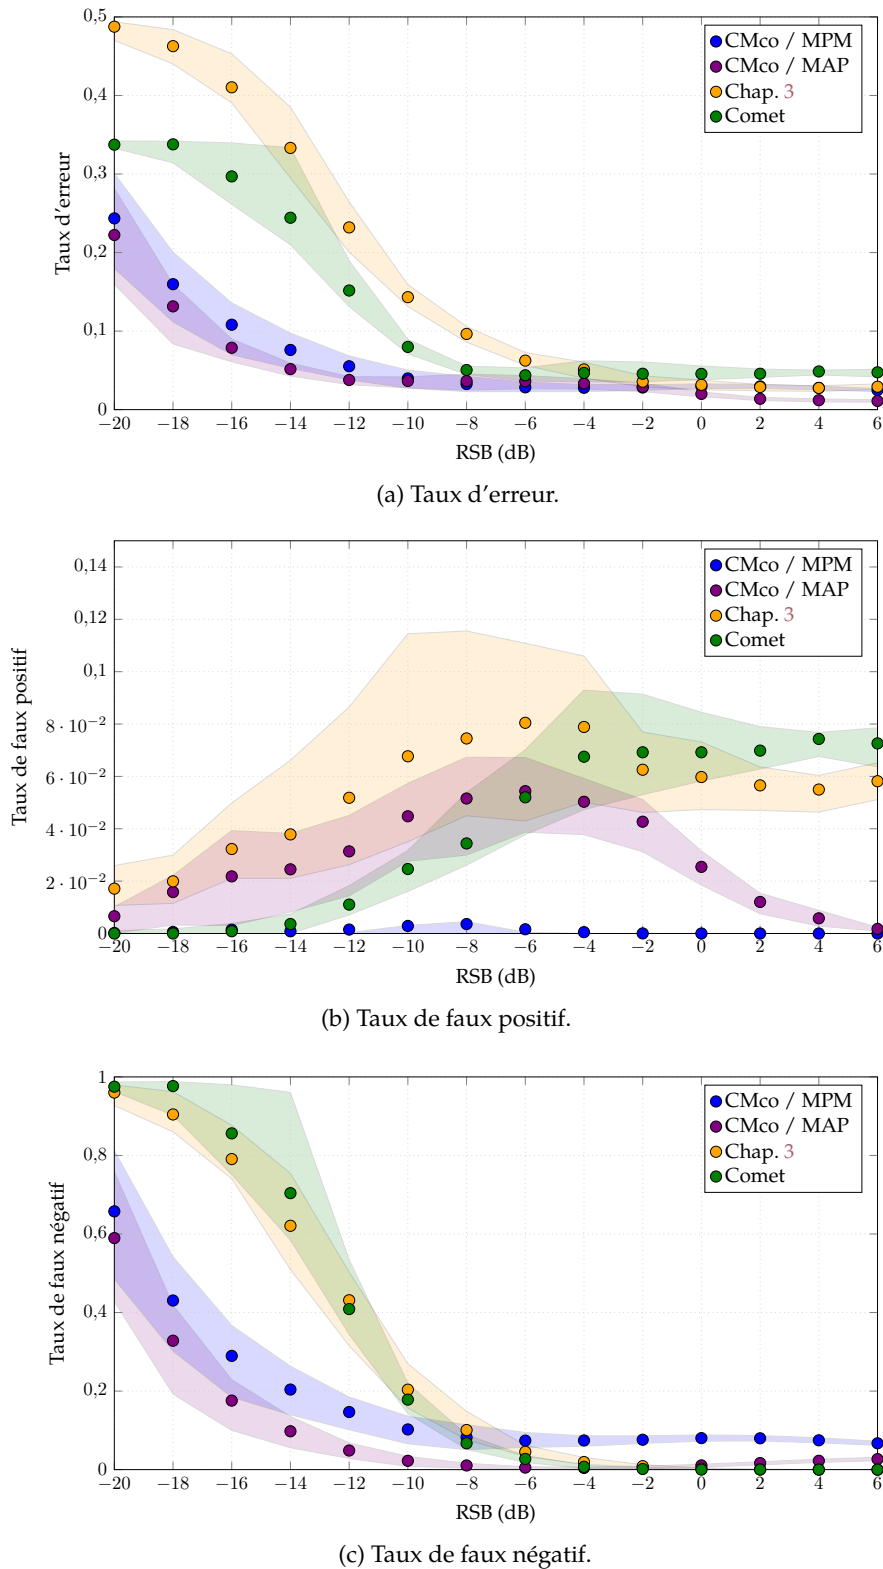 0,5
0,4
0,3
0,2
0,1
0
Taux d'erreur
CMco / MPM
CMco / MAP
Chap. 3
Comet
−20 −18 −16 −14 −12 −10 −8 −6 −4 −2 0 2 4 6
RSB (dB)
(a) Taux d'erreur.
0,14
0,12
0,1
8 · 10−2
6 · 10−2
4 · 10−2
2 · 10−2
0
Taux de faux positif
CMco / MPM
CMco / MAP
Chap. 3
Comet
−20 −18 −16 −14 −12 −10 −8 −6 −4 −2 0 2 4 6
RSB (dB)
(b) Taux de faux positif.
1
0,8
0,6
0,4
0,2
0
Taux de faux négatif
CMco / MPM
CMco / MAP
Chap. 3
Comet
−20 −18 −16 −14 −12 −10 −8 −6 −4 −2 0 2 4 6
RSB (dB)
(c) Taux de faux négatif.